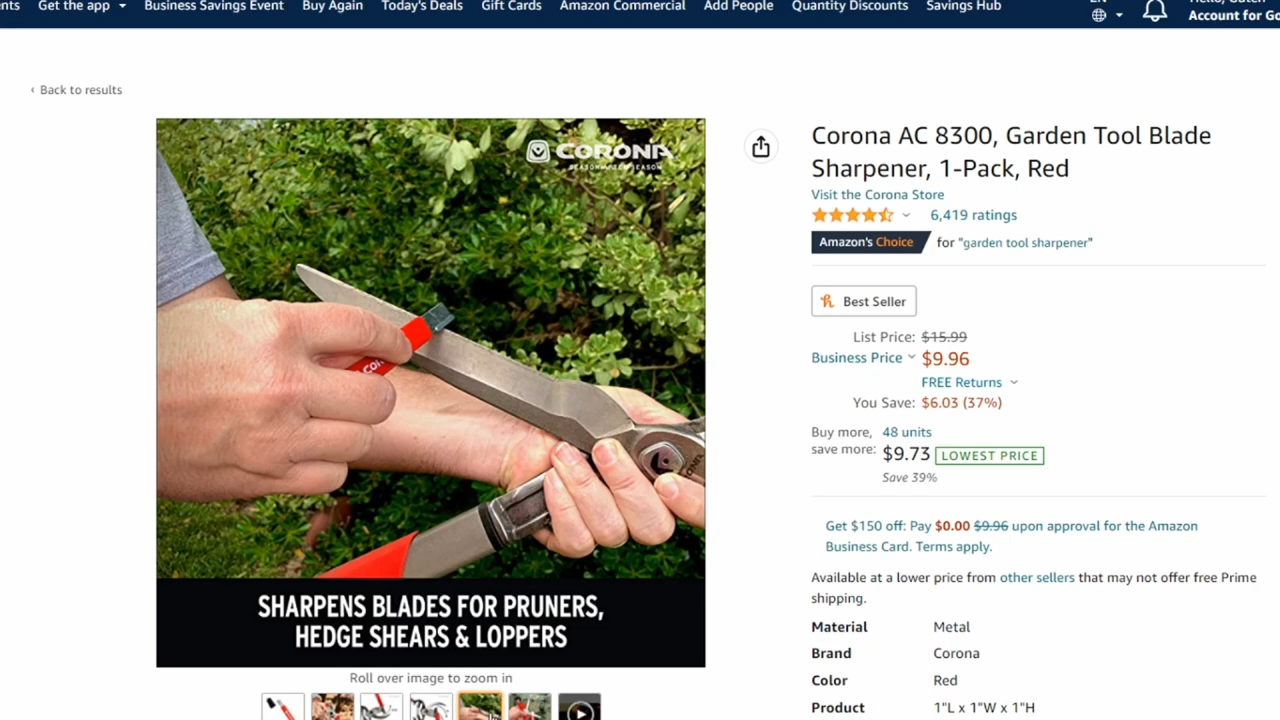 Get the app
Business Savings Event
Buy Again
Today's Deals
Gift Cards
Amazon Commercial
Add People
Quantity Discounts
Savings Hub
Account for Go
‹ Back to results
CORONA
CORONA
SHARPENS BLADES FOR PRUNERS,
HEDGE SHEARS & LOPPERS
Roll over image to zoom in
Corona AC 8300, Garden Tool Blade
Sharpener, 1-Pack, Red
Visit the Corona Store
6,419 ratings
Amazon's Choice for "garden tool sharpener"
Best Seller
List Price: $15.99
Business Price $9.96
FREE Returns
You Save: $6.03 (37%)
Buy more, 48 units
save more: $9.73 LOWEST PRICE
Save 39%
Get $150 off: Pay $0.00 $9.96 upon approval for the Amazon
Business Card. Terms apply.
Available at a lower price from other sellers that may not offer free Prime
shipping.
Material Metal
Brand Corona
Color Red
Product 1"L x 1"W x 1"H